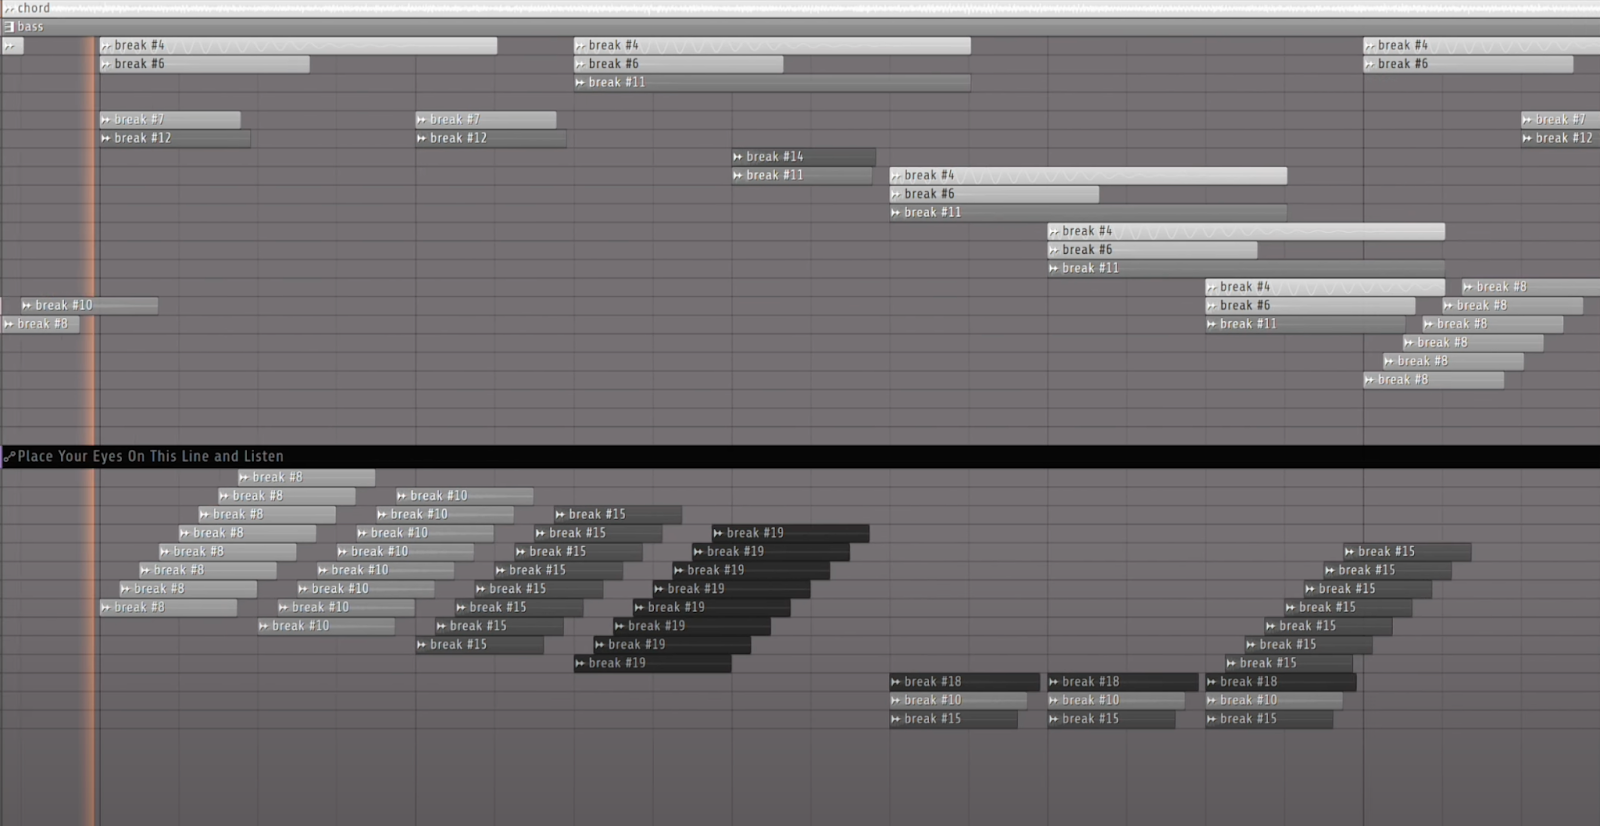 chord
bass
break #4 break #4 break #4
break #6 break #6 break #6
break #11
break #7 break #7 break #7
break #12 break #12 break #12
break #14
break #11 break #4
break #6
break #11
break #4
break #6
break #11
break #4 break #8
break #10 break #6 break #8
break #8 break #11 break #8
break #8
break #8
break #8
Place Your Eyes On This Line and Listen
break #8
break #8 break #10
break #8 break #10 break #15
break #8 break #10 break #15 break #19
break #8 break #10 break #15 break #19 break #15
break #8 break #10 break #15 break #19 break #15
break #8 break #10 break #15 break #19 break #15
break #8 break #10 break #15 break #19 break #15
break #10 break #15 break #19 break #15
break #15 break #19 break #15
break #19 break #15
break #18 break #18 break #18
break #10 break #10 break #10
break #15 break #15 break #15